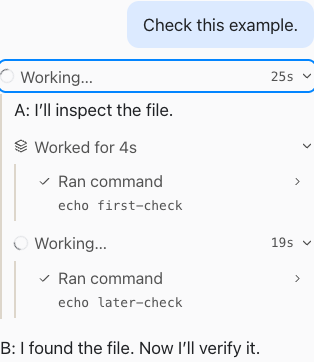 Check this example.
Working... 25s
A: I’ll inspect the file.
Worked for 4s
Ran command
echo first-check
Working... 19s
Ran command
echo later-check
B: I found the file. Now I’ll verify it.